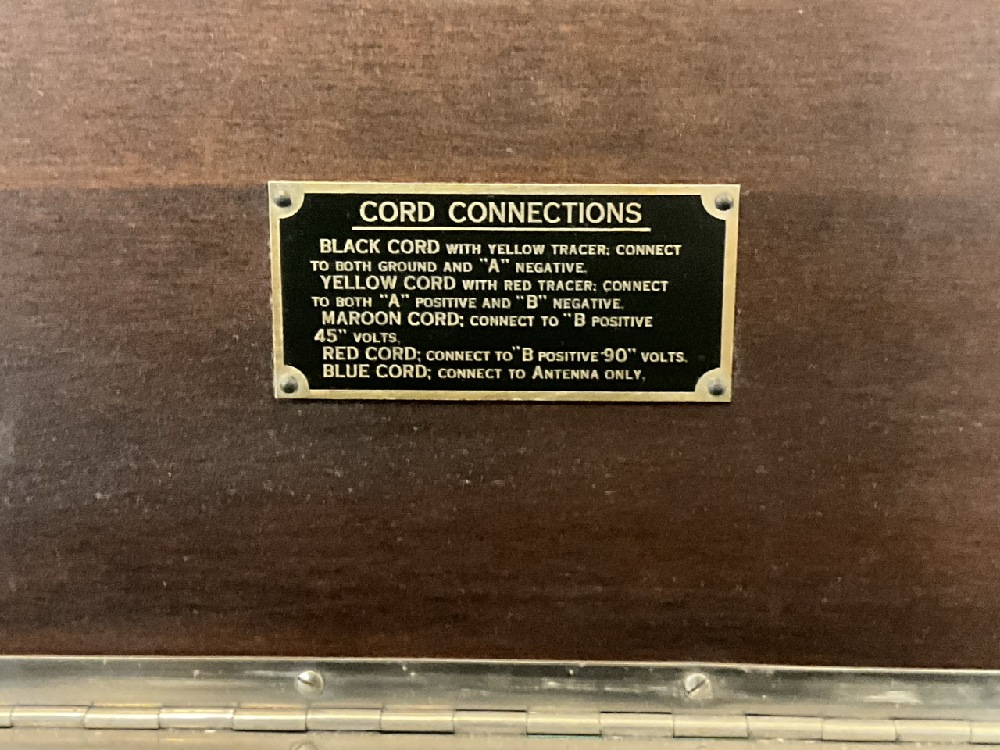 CORD CONNECTIONS
BLACK CORD WITH YELLOW TRACER; CONNECT
TO BOTH GROUND AND "A" NEGATIVE.
YELLOW CORD WITH RED TRACER; CONNECT
TO BOTH "A" POSITIVE AND "B" NEGATIVE.
MAROON CORD; CONNECT TO "B POSITIVE
45" VOLTS.
RED CORD; CONNECT TO "B POSITIVE 90" VOLTS.
BLUE CORD; CONNECT TO ANTENNA ONLY.